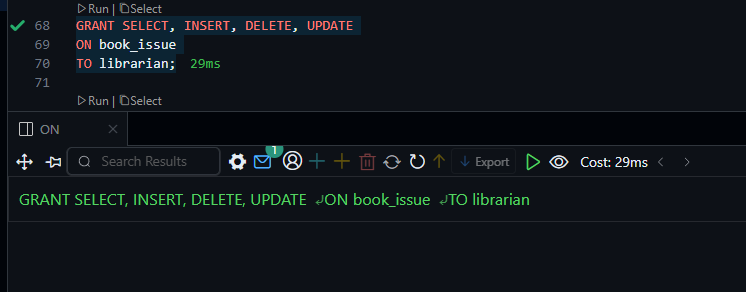 Run | Select
68 GRANT SELECT, INSERT, DELETE, UPDATE
69 ON book_issue
70 TO librarian; 29ms
71
Run | Select
ON
Search Results 1 Export Cost: 29ms
GRANT SELECT, INSERT, DELETE, UPDATE ↲ON book_issue ↲TO librarian